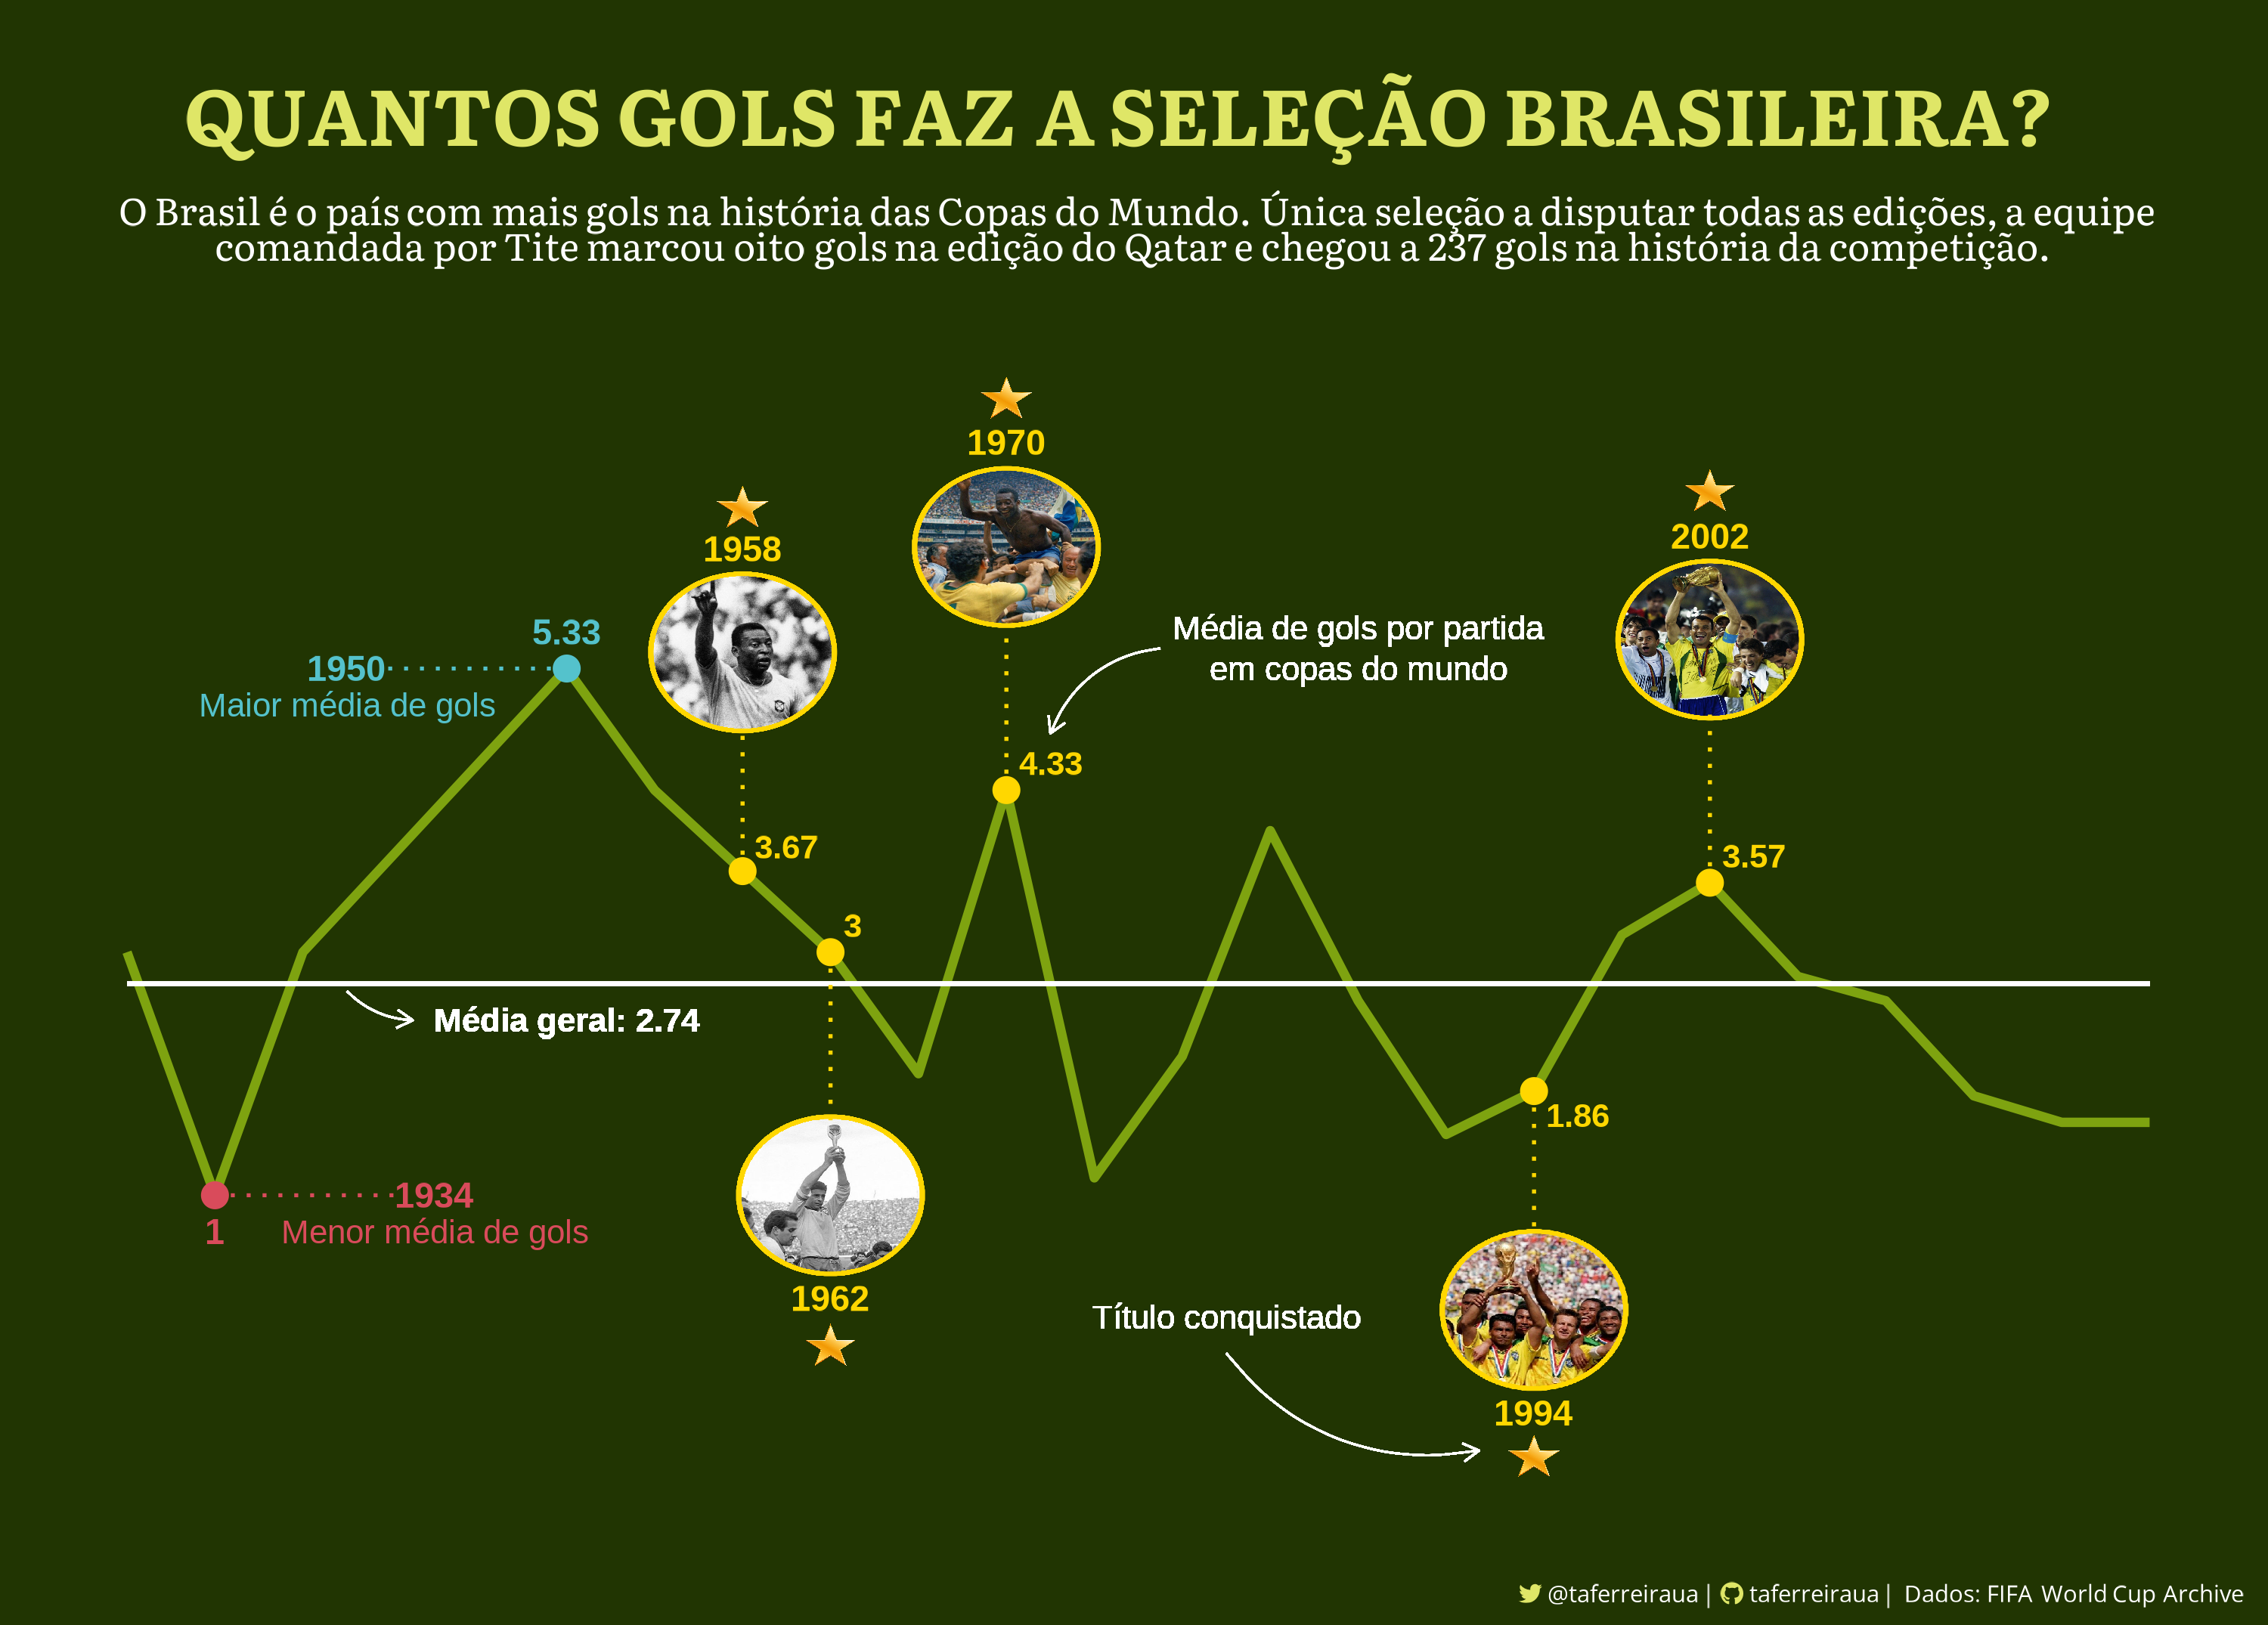 QUANTOS GOLS FAZ A SELEÇÃO BRASILEIRA?
O Brasil é o país com mais gols na história das Copas do Mundo. Única seleção a disputar todas as edições, a equipe
comandada por Tite marcou oito gols na edição do Qatar e chegou a 237 gols na história da competição.
1970
1958
2002
5.33
1950
Maior média de gols
Média de gols por partida
em copas do mundo
4.33
3.67
3.57
3
Média geral: 2.74
1.86
1934
1
Menor média de gols
1962
Título conquistado
1994
@taferreiraua | taferreiraua | Dados: FIFA World Cup Archive